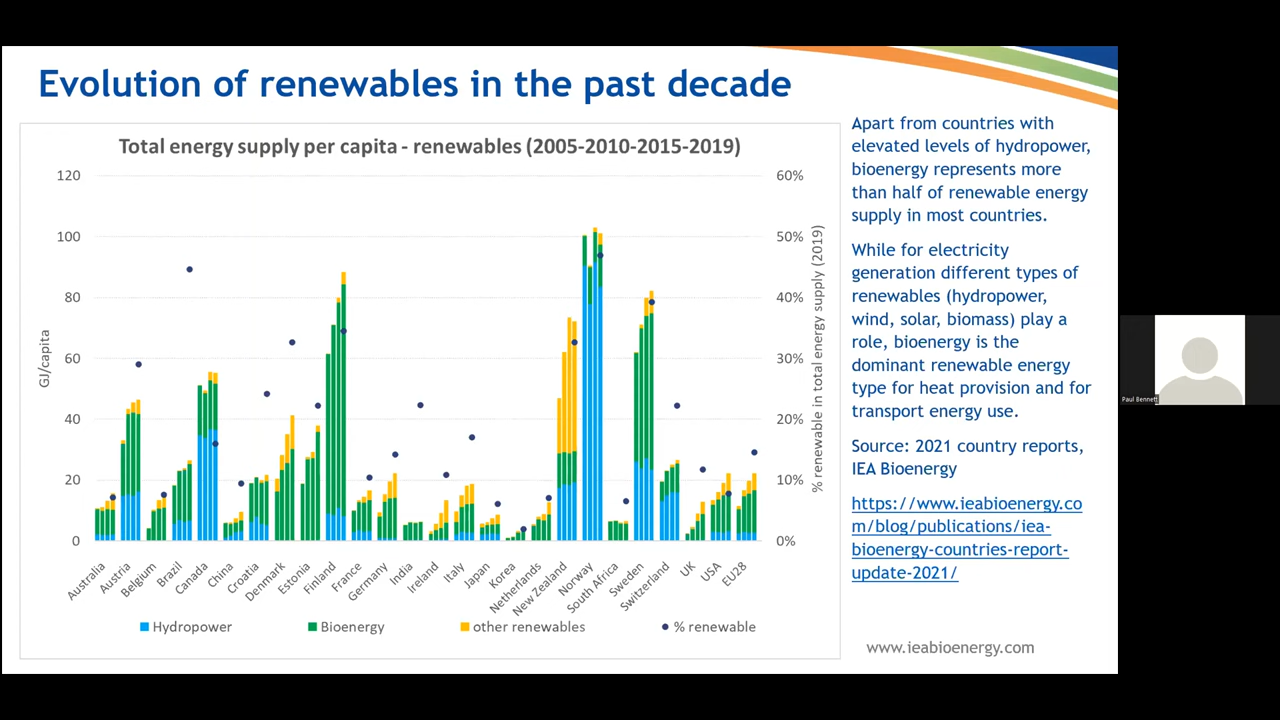 Evolution of renewables in the past decade
Total energy supply per capita - renewables (2005-2010-2015-2019)
120
100
80
60
40
20
0
GJ/capita
60%
50%
40%
30%
20%
10%
0%
% renewable in total energy supply (2019)
Australia
Austria
Belgium
Brazil
Canada
China
Croatia
Denmark
Estonia
Finland
France
Germany
India
Ireland
Italy
Japan
Korea
Netherlands
New Zealand
Norway
South Africa
Sweden
Switzerland
UK
USA
EU28
Hydropower
Bioenergy
other renewables
% renewable
Apart from countries with
elevated levels of hydropower,
bioenergy represents more
than half of renewable energy
supply in most countries.
While for electricity
generation different types of
renewables (hydropower,
wind, solar, biomass) play a
role, bioenergy is the
dominant renewable energy
type for heat provision and for
transport energy use.
Source: 2021 country reports,
IEA Bioenergy
https://www.ieabioenergy.co
m/blog/publications/iea-
bioenergy-countries-report-
update-2021/
www.ieabioenergy.com
Paul Bennett